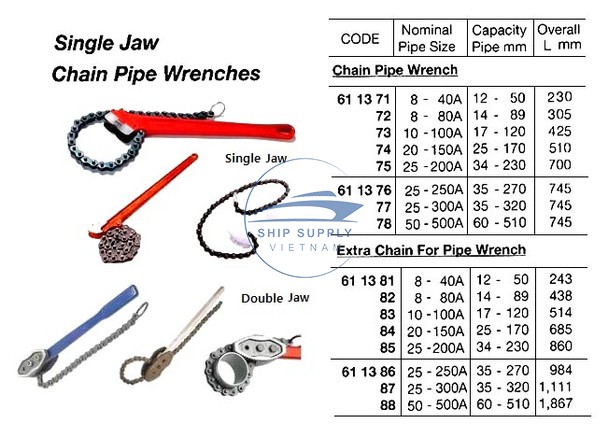 Single Jaw
Chain Pipe Wrenches
Single Jaw
Double Jaw
SHIP SUPPLY
VIETNAM
CODE Nominal Pipe Size Capacity Pipe mm Overall L mm
Chain Pipe Wrench
61 13 71 8 - 40A 12 - 50 230
72 8 - 80A 14 - 89 305
73 10 - 100A 17 - 120 425
74 20 - 150A 25 - 170 510
75 25 - 200A 34 - 230 700
61 13 76 25 - 250A 35 - 270 745
77 25 - 300A 35 - 320 745
78 50 - 500A 60 - 510 745
Extra Chain For Pipe Wrench
61 13 81 8 - 40A 12 - 50 243
82 8 - 80A 14 - 89 438
83 10 - 100A 17 - 120 514
84 20 - 150A 25 - 170 685
85 25 - 200A 34 - 230 860
61 13 86 25 - 250A 35 - 270 984
87 25 - 300A 35 - 320 1,111
88 50 - 500A 60 - 510 1,867